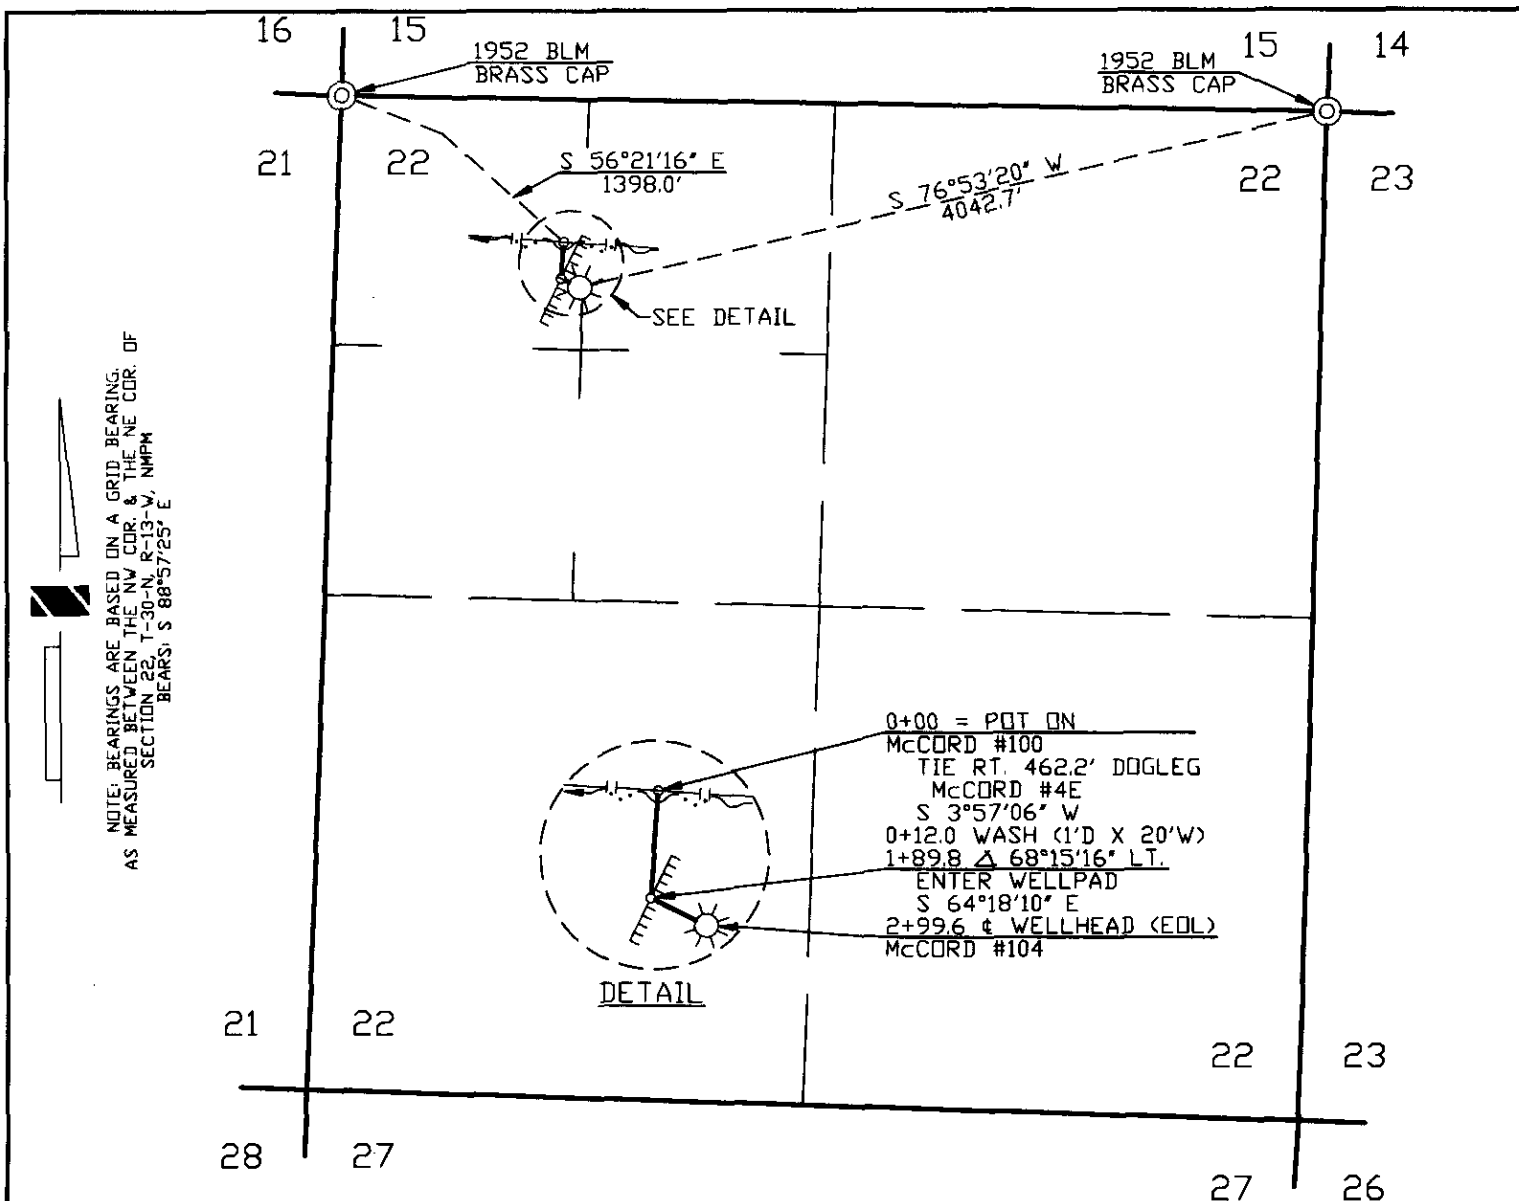 16 15
15 14
1952 BLM
BRASS CAP
1952 BLM
BRASS CAP
21 22
22 23
S 56°21'16" E
1398.0'
S 76°53'20" W
4042.7'
SEE DETAIL
NOTE: BEARINGS ARE BASED ON A GRID BEARING.
AS MEASURED BETWEEN THE NW COR. & THE NE COR. OF
SECTION 22, T-30-N, R-13-W, NMPM
BEARS: S 88°57'25" E
0+00 = POT ON
McCORD #100
TIE RT. 462.2' DOGLEG
McCORD #4E
S 3°57'06" W
0+12.0 WASH (1'D X 20'W)
1+89.8 Δ 68°15'16" LT.
ENTER WELLPAD
S 64°18'10" E
2+99.6 ¢ WELLHEAD (EOL)
McCORD #104
DETAIL
21 22
22 23
28 27
27 26